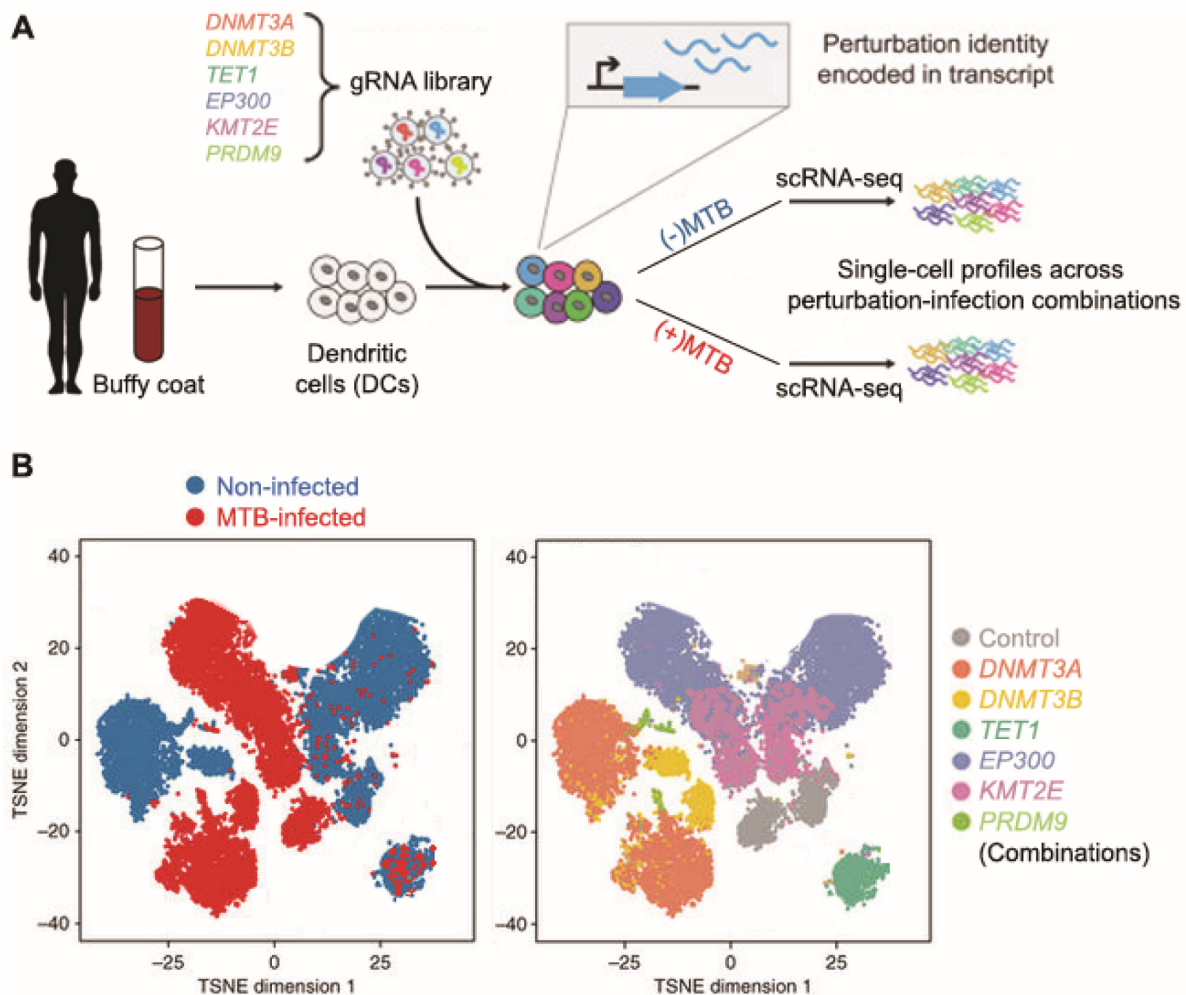 A
DNMT3A
DNMT3B
TET1
EP300
KMT2E
PRDM9
gRNA library
Perturbation identity
encoded in transcript
Buffy coat
Dendritic
cells (DCs)
(-)MTB
(+)MTB
scRNA-seq
Single-cell profiles across
perturbation-infection combinations
scRNA-seq
B
Non-infected
MTB-infected
TSNE dimension 2
40
20
0
−20
−40
−25
0
25
TSNE dimension 1
40
20
0
−20
−40
−25
0
25
TSNE dimension 1
Control
DNMT3A
DNMT3B
TET1
EP300
KMT2E
PRDM9
(Combinations)